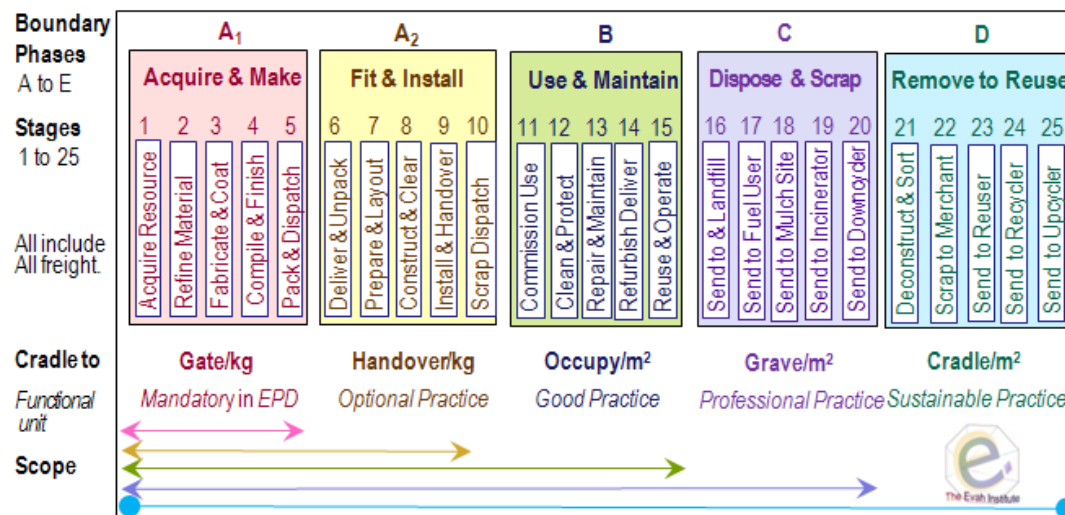 Boundary Phases
A to E
A₁
A₂
B
C
D
Acquire & Make
Fit & Install
Use & Maintain
Dispose & Scrap
Remove to Reuse
Stages
1 to 25
1 2 3 4 5
6 7 8 9 10
11 12 13 14 15
16 17 18 19 20
21 22 23 24 25
All include
All freight.
Acquire Resource
Refine Material
Fabricate & Coat
Compile & Finish
Pack & Dispatch
Deliver & Unpack
Prepare & Layout
Construct & Clear
Install & Handover
Scrap Dispatch
Commission Use
Clean & Protect
Repair & Maintain
Refurbish Deliver
Reuse & Operate
Send to & Landfill
Send to Fuel User
Send to Mulch Site
Send to Incinerator
Send to Downcycler
Deconstruct & Sort
Scrap to Merchant
Send to Reuser
Send to Recycler
Send to Upcycler
Cradle to
Gate/kg
Handover/kg
Occupy/m²
Grave/m²
Cradle/m²
Functional
unit
Mandatory in EPD
Optional Practice
Good Practice
Professional Practice
Sustainable Practice
Scope
e
The Evah Institute